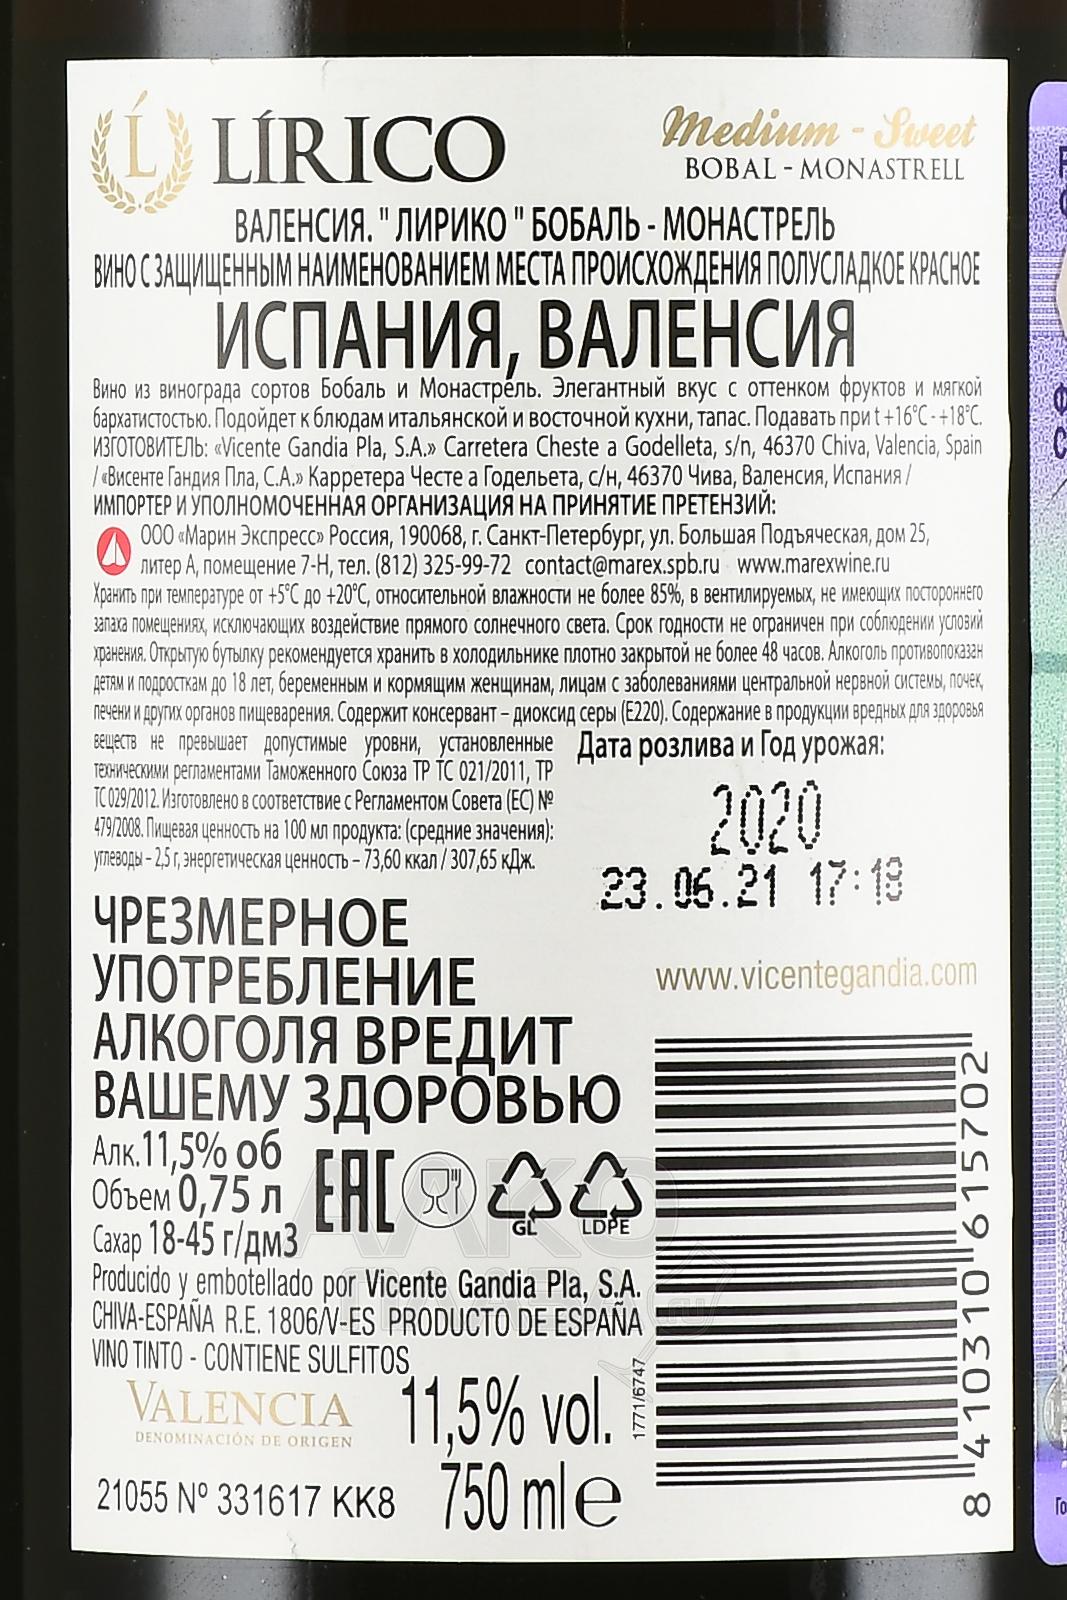 Ĺ LÍRICO
Medium - Sweet
BOBAL - MONASTRELL
ВАЛЕНСИЯ. " ЛИРИКО " БОБАЛЬ - МОНАСТРЕЛЬ
ВИНО С ЗАЩИЩЕННЫМ НАИМЕНОВАНИЕМ МЕСТА ПРОИСХОЖДЕНИЯ ПОЛУСЛАДКОЕ КРАСНОЕ
ИСПАНИЯ, ВАЛЕНСИЯ
Вино из винограда сортов Бобаль и Монастрель. Элегантный вкус с оттенком фруктов и мягкой
бархатистостью. Подойдет к блюдам итальянской и восточной кухни, тапас. Подавать при t +16°C - +18°C.
ИЗГОТОВИТЕЛЬ: «Vicente Gandia Pla, S.A.» Carretera Cheste a Godelleta, s/n, 46370 Chiva, Valencia, Spain
/ «Висенте Гандия Пла, С.А.» Карретера Честе а Годельета, с/н, 46370 Чива, Валенсия, Испания /
ИМПОРТЕР И УПОЛНОМОЧЕННАЯ ОРГАНИЗАЦИЯ НА ПРИНЯТИЕ ПРЕТЕНЗИЙ:
ООО «Марин Экспресс» Россия, 190068, г. Санкт-Петербург, ул. Большая Подъяческая, дом 25,
литер А, помещение 7-Н, тел. (812) 325-99-72 contact@marex.spb.ru www.marexwine.ru
Хранить при температуре от +5°С до +20°С, относительной влажности не более 85%, в вентилируемых, не имеющих постороннего
запаха помещениях, исключающих воздействие прямого солнечного света. Срок годности не ограничен при соблюдении условий
хранения. Открытую бутылку рекомендуется хранить в холодильнике плотно закрытой не более 48 часов. Алкоголь противопоказан
детям и подросткам до 18 лет, беременным и кормящим женщинам, лицам с заболеваниями центральной нервной системы, почек,
печени и других органов пищеварения. Содержит консервант – диоксид серы (Е220). Содержание в продукции вредных для здоровья
веществ не превышает допустимые уровни, установленные
техническими регламентами Таможенного Союза ТР ТС 021/2011, ТР
ТС 029/2012. Изготовлено в соответствие с Регламентом Совета (ЕС) №
479/2008. Пищевая ценность на 100 мл продукта: (средние значения):
углеводы – 2,5 г, энергетическая ценность – 73,60 ккал / 307,65 кДж.
Дата розлива и Год урожая:
2020
23.06.21 17:18
ЧРЕЗМЕРНОЕ
УПОТРЕБЛЕНИЕ
АЛКОГОЛЯ ВРЕДИТ
ВАШЕМУ ЗДОРОВЬЮ
www.vicentegandia.com
Алк.11,5% об
Объем 0,75 л
Сахар 18-45 г/дм3
EAC
GL
LDPE
Producido y embotellado por Vicente Gandia Pla, S.A.
CHIVA-ESPAÑA R.E. 1806/V-ES PRODUCTO DE ESPAÑA
VINO TINTO - CONTIENE SULFITOS
VALENCIA
DENOMINACIÓN DE ORIGEN
11,5% vol.
750 ml e
21055 Nº 331617 KK8
1771/6747
8 410310 615702